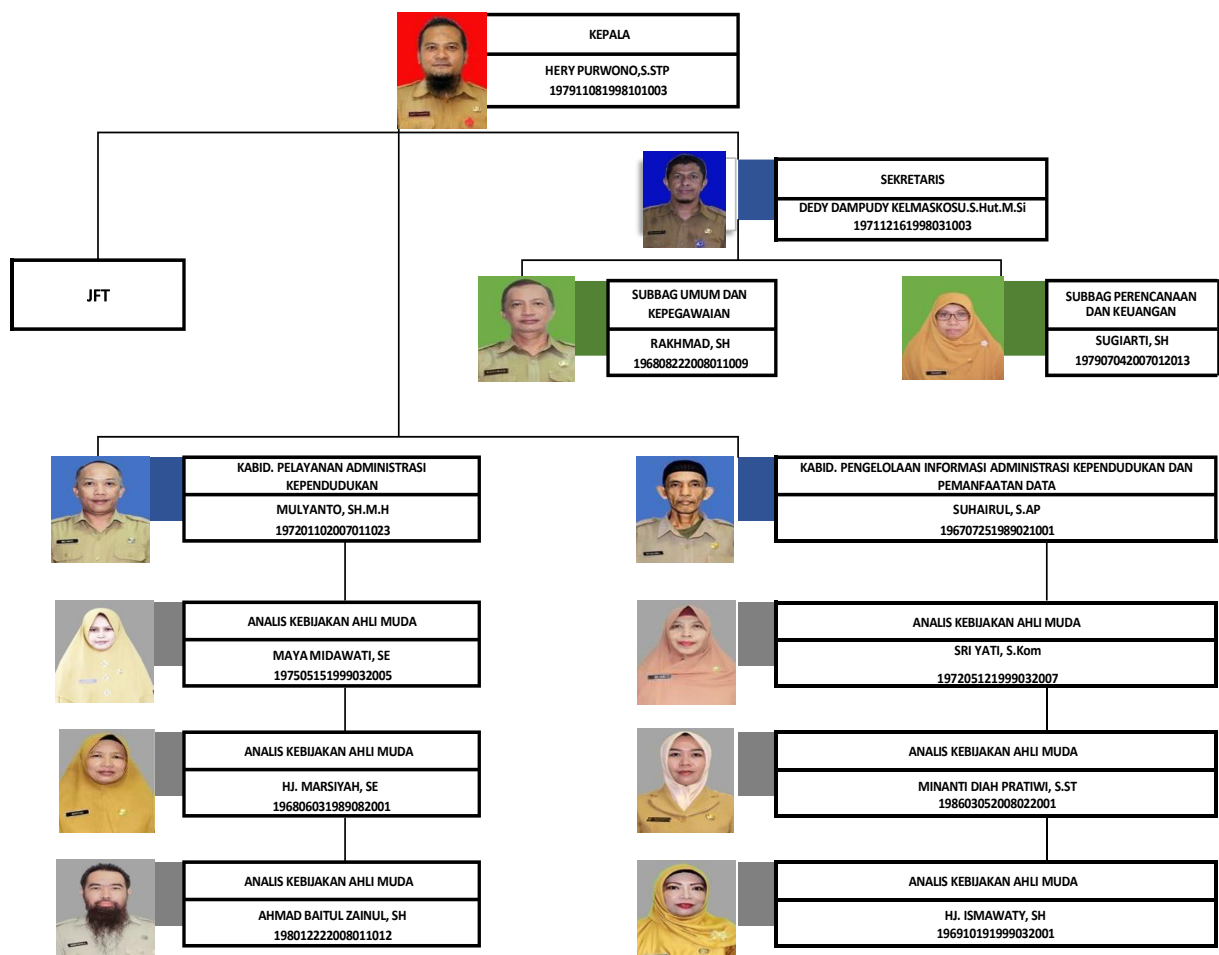 KEPALA
HERY PURWONO,S.STP
197911081998101003
SEKRETARIS
DEDY DAMPUDY KELMASKOSU.S.Hut.M.Si
197112161998031003
JFT
SUBBAG UMUM DAN
KEPEGAWAIAN
RAKHMAD, SH
196808222008011009
SUBBAG PERENCANAAN
DAN KEUANGAN
SUGIARTI, SH
197907042007012013
KABID. PELAYANAN ADMINISTRASI
KEPENDUDUKAN
MULYANTO, SH.M.H
197201102007011023
KABID. PENGELOLAAN INFORMASI ADMINISTRASI KEPENDUDUKAN DAN
PEMANFAATAN DATA
SUHAIRUL, S.AP
196707251989021001
ANALIS KEBIJAKAN AHLI MUDA
MAYA MIDAWATI, SE
197505151999032005
ANALIS KEBIJAKAN AHLI MUDA
SRI YATI, S.Kom
197205121999032007
ANALIS KEBIJAKAN AHLI MUDA
HJ. MARSIYAH, SE
196806031989082001
ANALIS KEBIJAKAN AHLI MUDA
MINANTI DIAH PRATIWI, S.ST
198603052008022001
ANALIS KEBIJAKAN AHLI MUDA
AHMAD BAITUL ZAINUL, SH
198012222008011012
ANALIS KEBIJAKAN AHLI MUDA
HJ. ISMAWATY, SH
196910191999032001